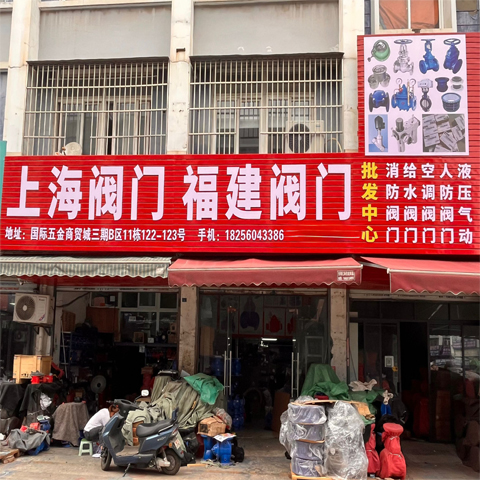 上海阀门 福建阀门
地址：国际五金商贸城三期B区11栋122-123号 手机：18256043386
批发中心
消防阀门
给水阀门
空调阀门
人防阀门
液压气动